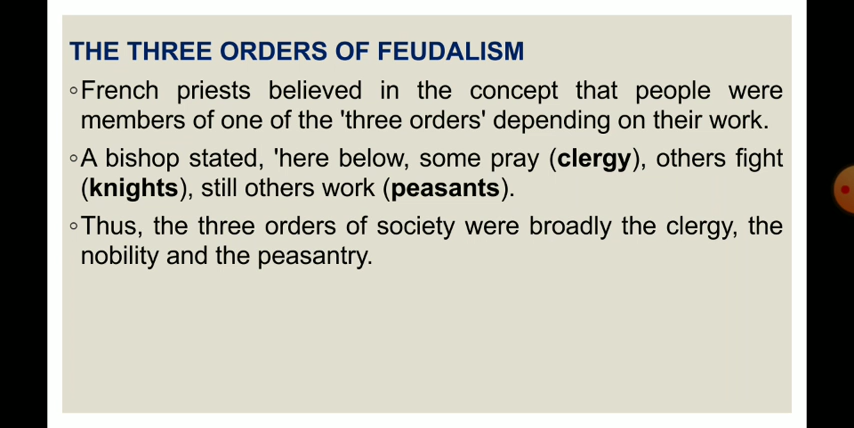 THE THREE ORDERS OF FEUDALISM
◦French priests believed in the concept that people were
members of one of the 'three orders' depending on their work.
◦A bishop stated, 'here below, some pray (clergy), others fight
(knights), still others work (peasants).
◦Thus, the three orders of society were broadly the clergy, the
nobility and the peasantry.